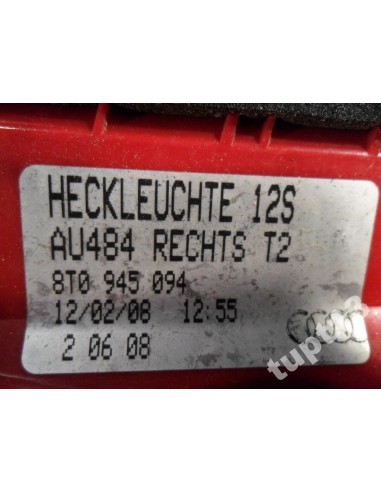 HECKLEUCHTE 12S
AU484 RECHTS T2
8T0 945 094
12/02/08 12:55
2 06 08